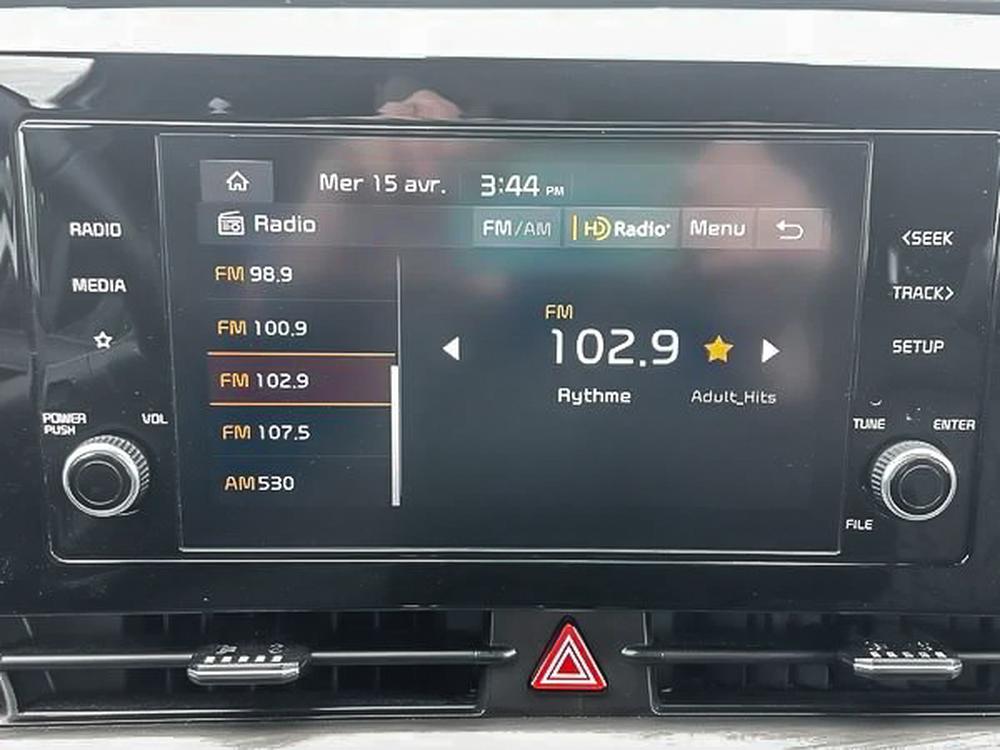 Mer 15 avr. 3:44 PM
Radio FM/AM HD Radio Menu
FM 98.9
FM 100.9
FM 102.9
FM 107.5
AM 530
FM
102.9
Rythme Adult_Hits
RADIO
MEDIA
POWER
PUSH
VOL
<SEEK
TRACK>
SETUP
TUNE
ENTER
FILE